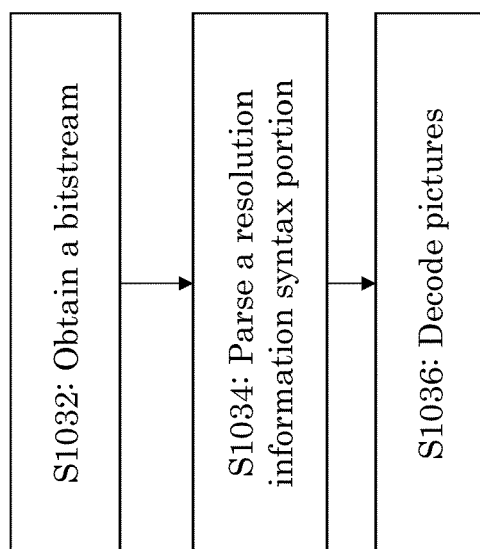 S1032: Obtain a bitstream
S1034: Parse a resolution
information syntax portion
S1036: Decode pictures